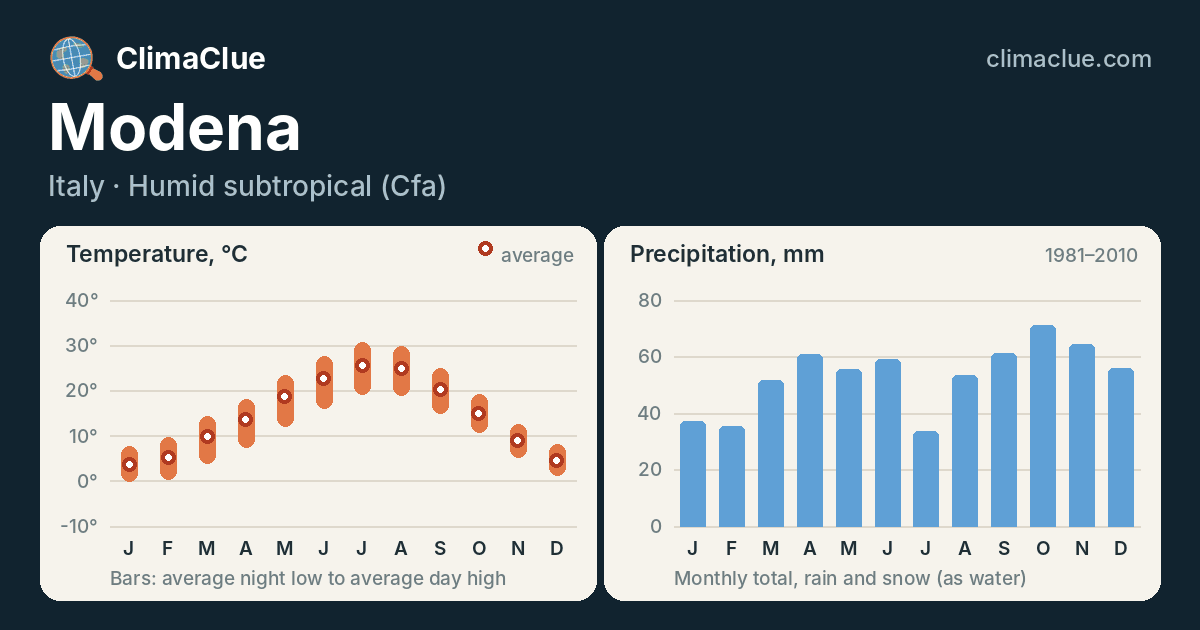 ClimaClue
climaclue.com
Modena
Italy · Humid subtropical (Cfa)
Temperature, °C
average
40°
30°
20°
10°
0°
-10°
J F M A M J J A S O N D
Bars: average night low to average day high
Precipitation, mm
1981–2010
80
60
40
20
0
J F M A M J J A S O N D
Monthly total, rain and snow (as water)